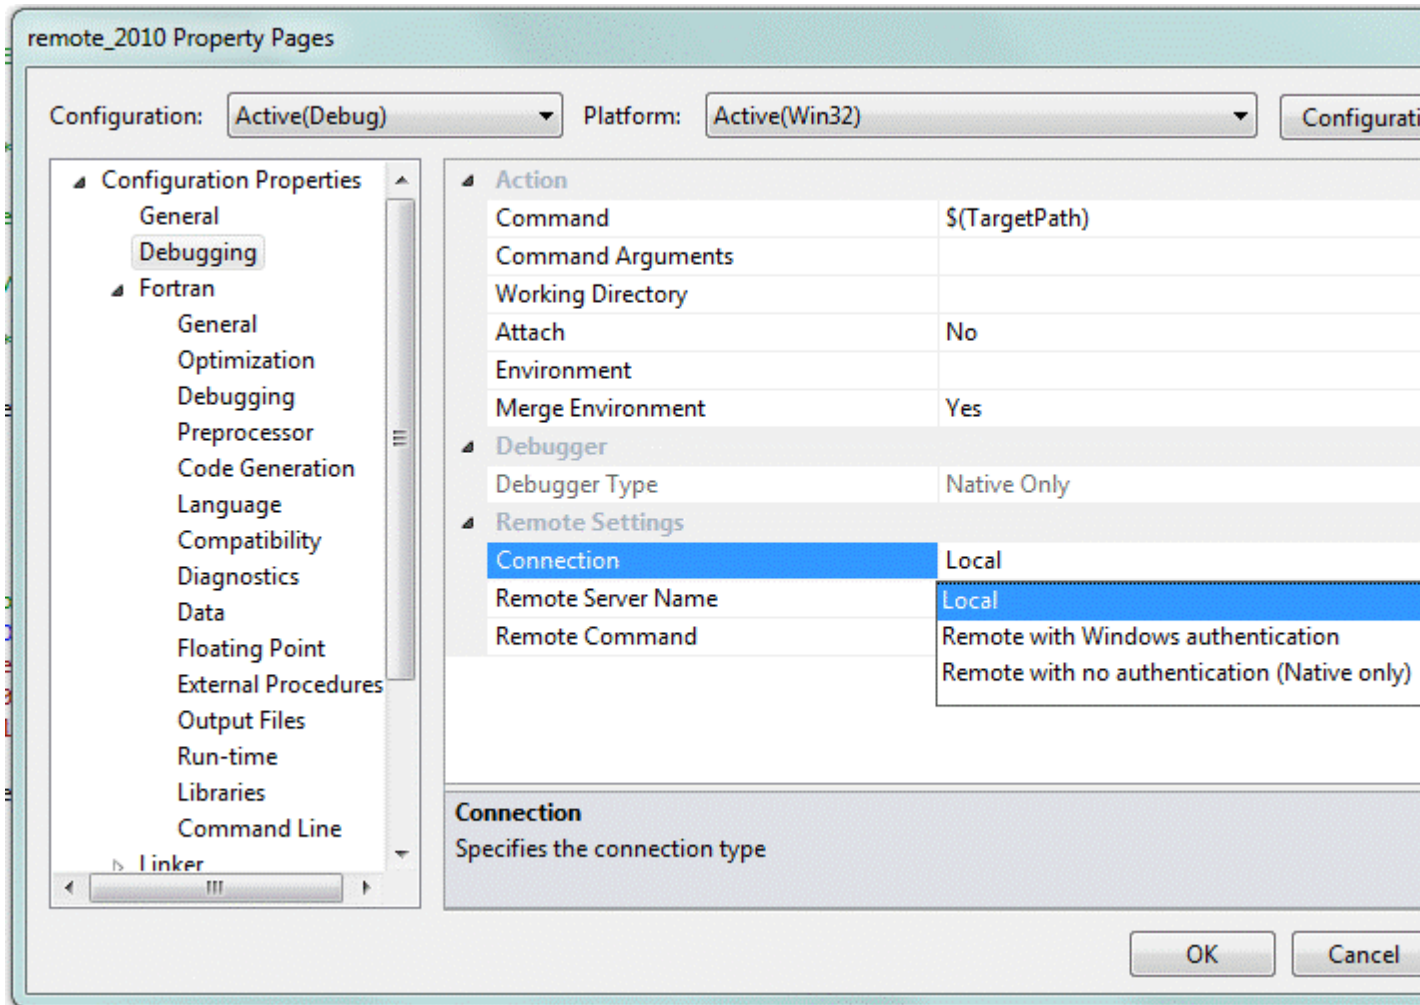 remote_2010 Property Pages
Configuration: Active(Debug) Platform: Active(Win32)
Configuration Properties
General
Debugging
Fortran
General
Optimization
Debugging
Preprocessor
Code Generation
Language
Compatibility
Diagnostics
Data
Floating Point
External Procedures
Output Files
Run-time
Libraries
Command Line
Linker
Action
Command $(TargetPath)
Command Arguments
Working Directory
Attach No
Environment
Merge Environment Yes
Debugger
Debugger Type Native Only
Remote Settings
Connection Local
Remote Server Name
Remote Command
Local
Remote with Windows authentication
Remote with no authentication (Native only)
Connection
Specifies the connection type
OK Cancel